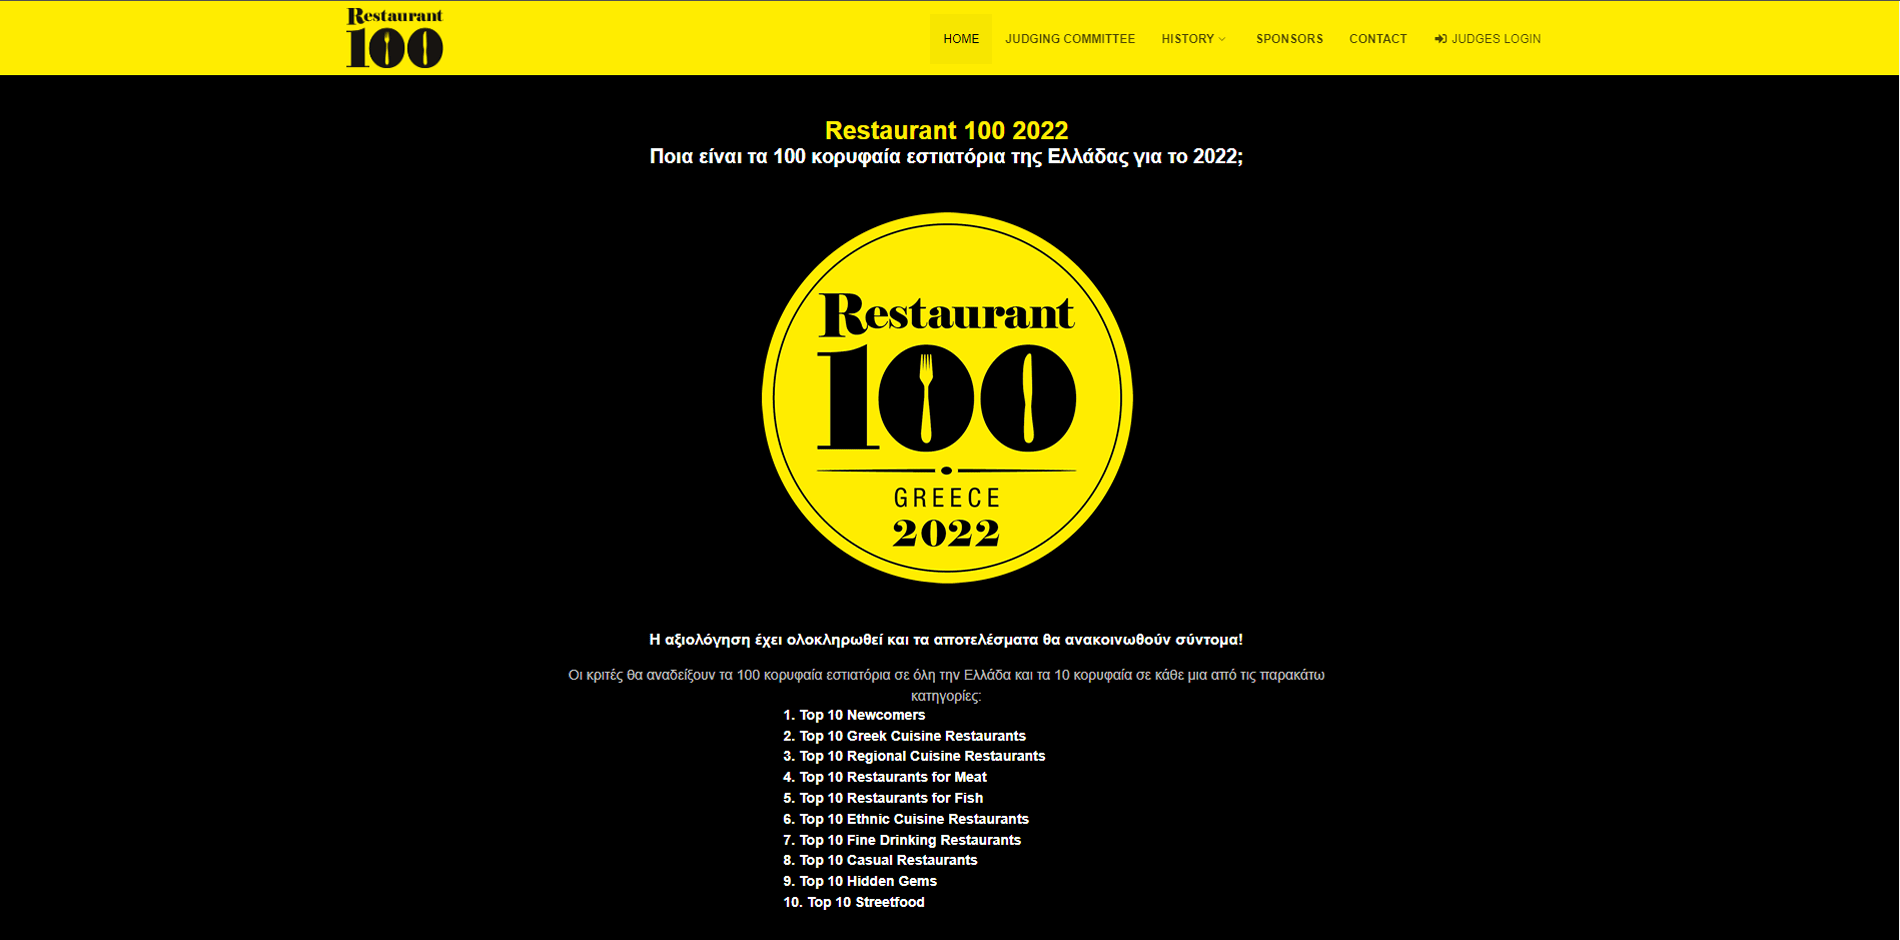 Restaurant
100
HOME
JUDGING COMMITTEE
HISTORY
SPONSORS
CONTACT
JUDGES LOGIN
Restaurant 100 2022
Ποια είναι τα 100 κορυφαία εστιατόρια της Ελλάδας για το 2022;
Restaurant
100
GREECE
2022
Η αξιολόγηση έχει ολοκληρωθεί και τα αποτελέσματα θα ανακοινωθούν σύντομα!
Οι κριτές θα αναδείξουν τα 100 κορυφαία εστιατόρια σε όλη την Ελλάδα και τα 10 κορυφαία σε κάθε μια από τις παρακάτω
κατηγορίες:
1. Top 10 Newcomers
2. Top 10 Greek Cuisine Restaurants
3. Top 10 Regional Cuisine Restaurants
4. Top 10 Restaurants for Meat
5. Top 10 Restaurants for Fish
6. Top 10 Ethnic Cuisine Restaurants
7. Top 10 Fine Drinking Restaurants
8. Top 10 Casual Restaurants
9. Top 10 Hidden Gems
10. Top 10 Streetfood